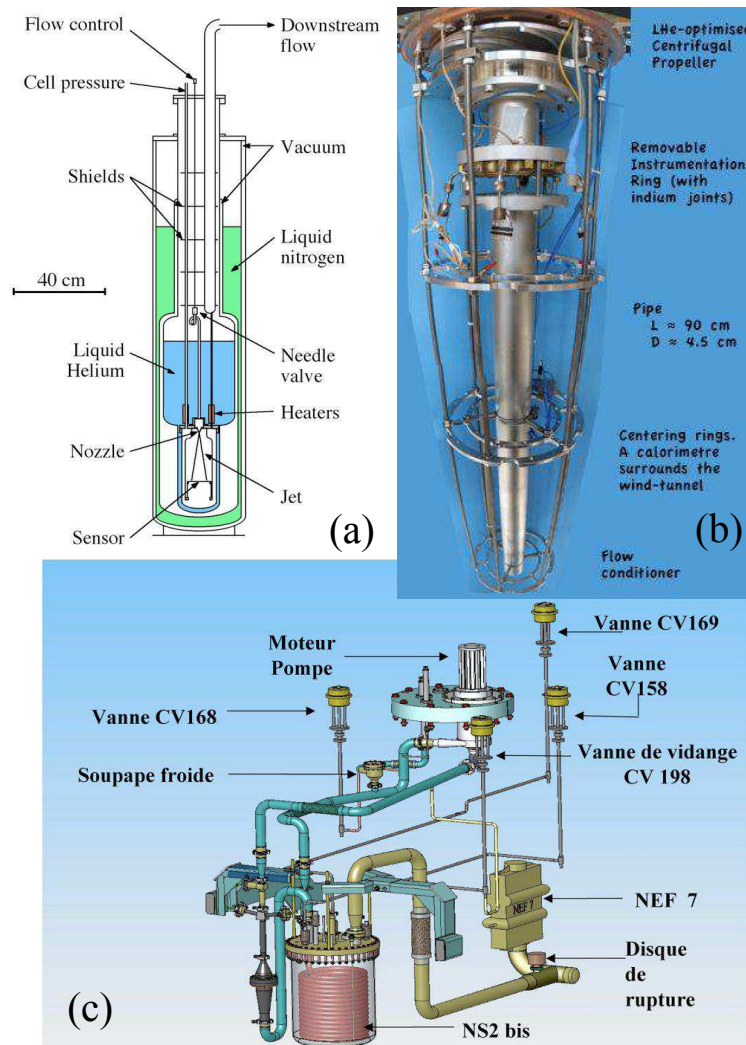 Flow control
Cell pressure
Downstream
flow
Vacuum
Shields
Liquid
nitrogen
40 cm
Liquid
Helium
Needle
valve
Heaters
Nozzle
Jet
Sensor
(a)
LHe-optimised
Centrifugal
Propeller
Removable
Instrumentation
Ring (with
indium joints)
Pipe
L ≈ 90 cm
D ≈ 4.5 cm
Centering rings.
A calorimetre
surrounds the
wind-tunnel
Flow
conditioner
(b)
Moteur
Pompe
Vanne CV169
Vanne
CV158
Vanne CV168
Soupape froide
Vanne de vidange
CV 198
NEF 7
NEF 7
Disque
de
rupture
NS2 bis
(c)